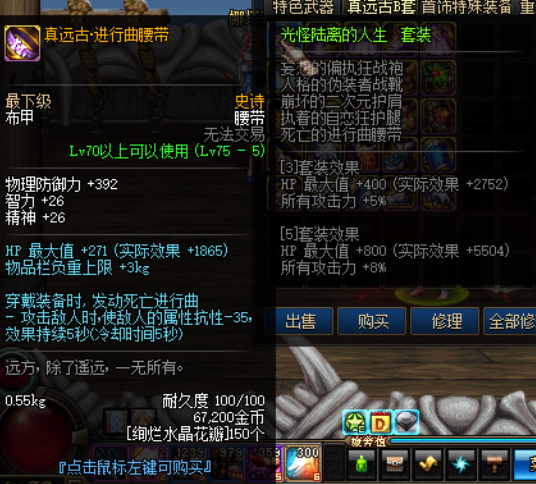 特色武器 真远古B套 首饰特殊装备
真远古·进行曲腰带
最下级 史诗
布甲 腰带
无法交易
Lv70以上可以使用 (Lv75 - 5)
物理防御力 +392
智力 +26
精神 +26
HP 最大值 +271 (实际效果 +1865)
物品栏负重上限 +3kg
穿戴装备时, 发动死亡进行曲
- 攻击敌人时,使敌人的属性抗性-35,
效果持续5秒(冷却时间5秒)
远方, 除了遥远, 一无所有。
0.55kg 耐久度 100/100
67,200金币
[绚烂水晶花瓣]150个
『点击鼠标左键可购买』
光怪陆离的人生 套装
妄想的偏执狂战袍
人格的伪装者战靴
崩坏的二次元护肩
执着的自恋狂护腿
死亡的进行曲腰带
[3]套装效果
HP 最大值 +400 (实际效果 +2752)
所有攻击力 +5%
[5]套装效果
HP 最大值 +800 (实际效果 +5504)
所有攻击力 +8%
出售 购买 修理 全部修
疲劳值
300